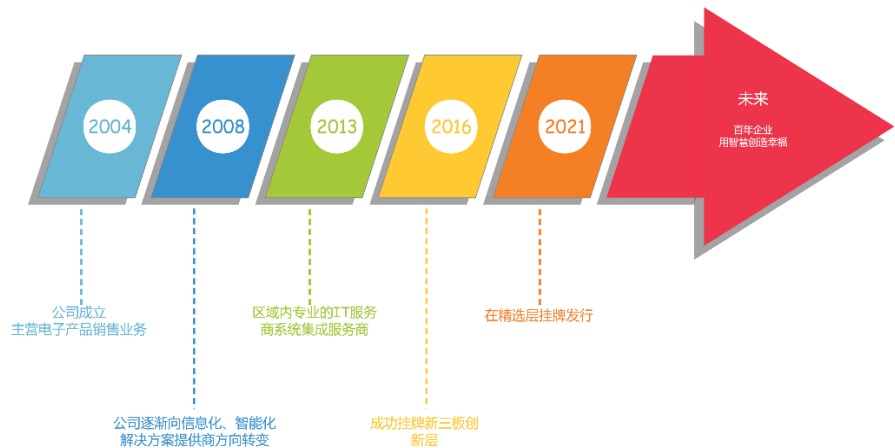 2004
2008
2013
2016
2021
未来
百年企业
用智慧创造幸福
公司成立
主营电子产品销售业务
区域内专业的IT服务
商系统集成服务商
在精选层挂牌发行
公司逐渐向信息化、智能化
解决方案提供商方向转变
成功挂牌新三板创
新层